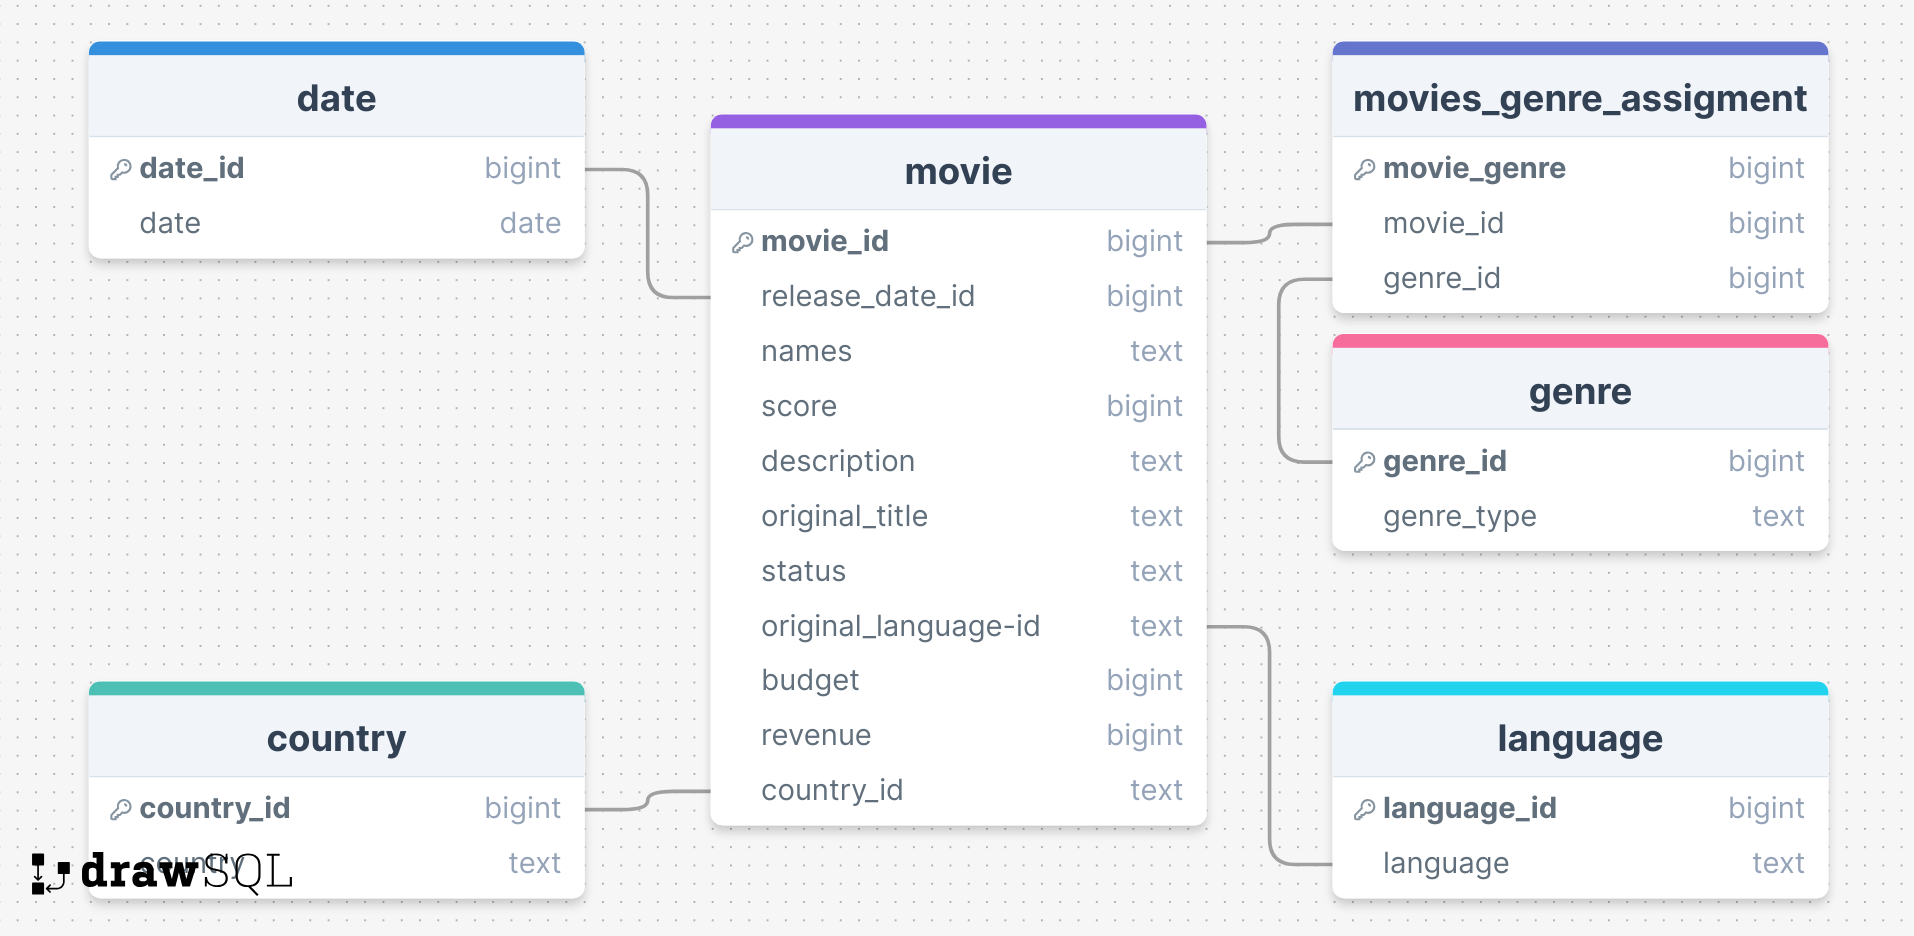 date
date_id bigint
date date
movie
movie_id bigint
release_date_id bigint
names text
score bigint
description text
original_title text
status text
original_language-id text
budget bigint
revenue bigint
country_id text
movies_genre_assigment
movie_genre bigint
movie_id bigint
genre_id bigint
genre
genre_id bigint
genre_type text
country
country_id bigint
country text
drawSQL
language
language_id bigint
language text